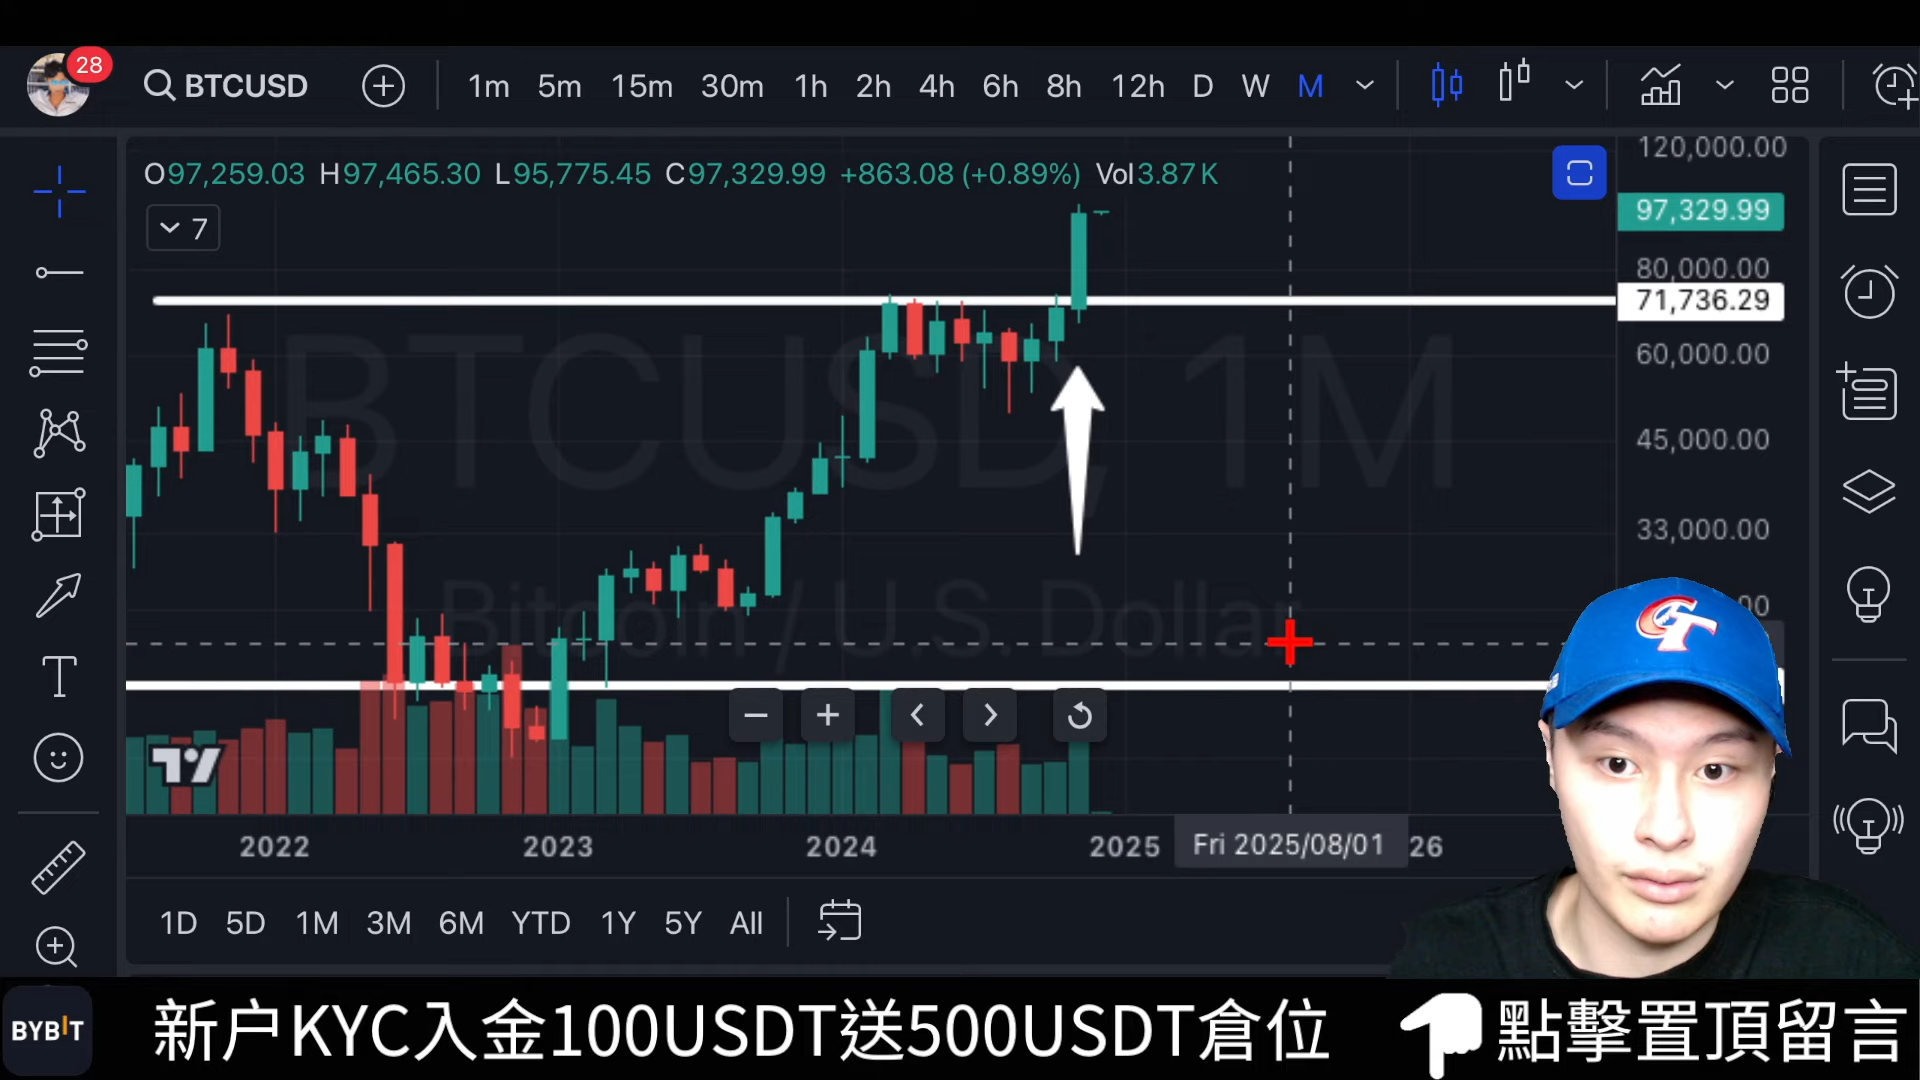 28 BTCUSD 1m 5m 15m 30m 1h 2h 4h 6h 8h 12h D W M
O97,259.03 H97,465.30 L95,775.45 C97,329.99 +863.08 (+0.89%) Vol3.87 K
7
120,000.00
97,329.99
80,000.00
71,736.29
60,000.00
45,000.00
33,000.00
BTCUSD, 1M
Bitcoin / U.S. Dollar
2022 2023 2024 2025 Fri 2025/08/01 26
1D 5D 1M 3M 6M YTD 1Y 5Y All
BYBIT 新户KYC入金100USDT送500USDT倉位 點擊置頂留言
CT